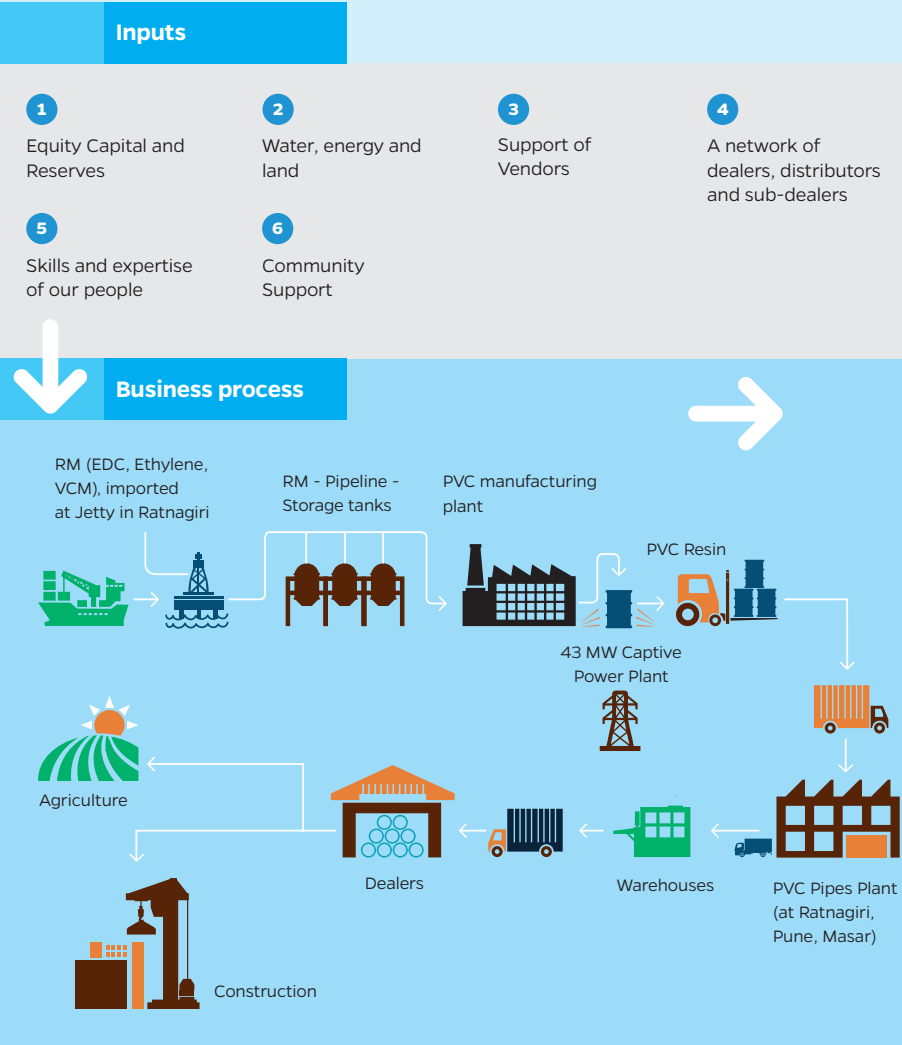 Inputs
1
Equity Capital and
Reserves
2
Water, energy and
land
3
Support of
Vendors
4
A network of
dealers, distributors
and sub-dealers
5
Skills and expertise
of our people
6
Community
Support
Business process
RM (EDC, Ethylene,
VCM), imported
at Jetty in Ratnagiri
RM - Pipeline -
Storage tanks
PVC manufacturing
plant
PVC Resin
43 MW Captive
Power Plant
Agriculture
Dealers
Warehouses
PVC Pipes Plant
(at Ratnagiri,
Pune, Masar)
Construction